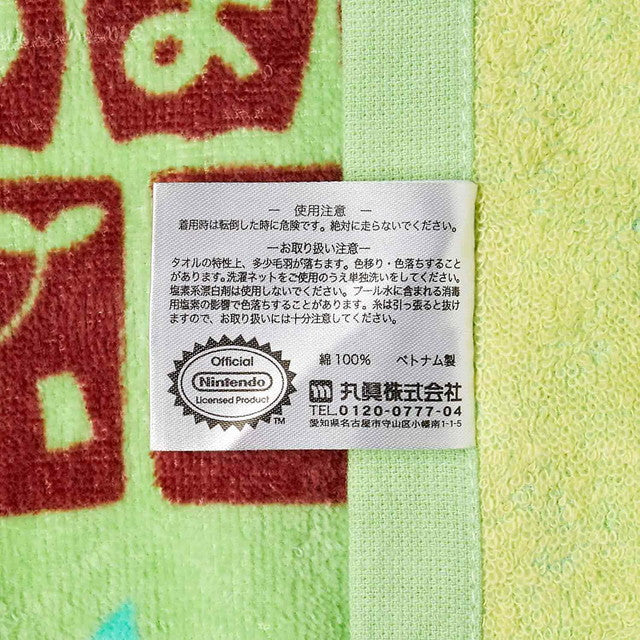 よ
― 使用注意 ―
着用時は転倒した時に危険です。絶対に走らないでください。
―お取り扱い注意―
タオルの特性上、多少毛羽が落ちます。色移り・色落ちすること
があります。洗濯ネットをご使用のうえ単独洗いをしてください。
塩素系漂白剤は使用しないでください。プール水に含まれる消毒
用塩素の影響で色落ちすることがあります。糸は引っ張ると抜け
ますので、お取り扱いには十分注意してください。
綿100% ベトナム製
Official
Nintendo
Licensed Product
TM
m 丸眞株式会社
TEL.0120-0777-04
愛知県名古屋市守山区小幡南1-1-5